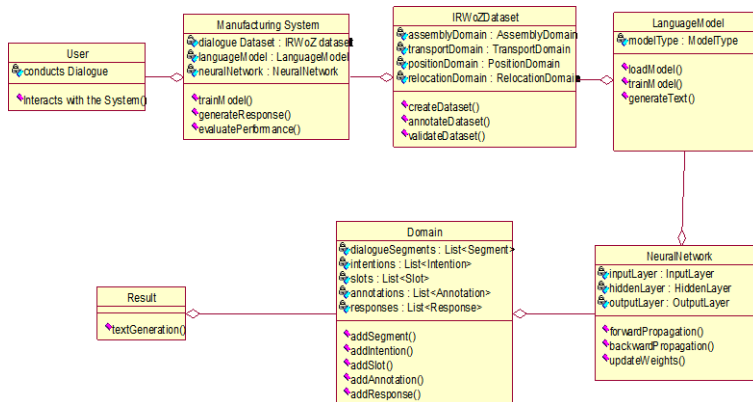 User
conducts Dialogue
Interacts with the System()
Manufacturing System
dialogue Dataset : IRWoZ dataset
languageModel : LanguageModel
neuralNetwork : NeuralNetwork
trainModel()
generateResponse()
evaluatePerformance()
IRWoZDataset
assemblyDomain : AssemblyDomain
transportDomain : TransportDomain
positionDomain : PositionDomain
relocationDomain : RelocationDomain
createDataset()
annotateDataset()
validateDataset()
LanguageModel
modelType : ModelType
loadModel()
trainModel()
generateText()
Result
textGeneration()
Domain
dialogueSegments : List<Segment>
intentions : List<Intention>
slots : List<Slot>
annotations : List<Annotation>
responses : List<Response>
addSegment()
addIntention()
addSlot()
addAnnotation()
addResponse()
NeuralNetwork
inputLayer : InputLayer
hiddenLayer : HiddenLayer
outputLayer : OutputLayer
forwardPropagation()
backwardPropagation()
updateWeights()